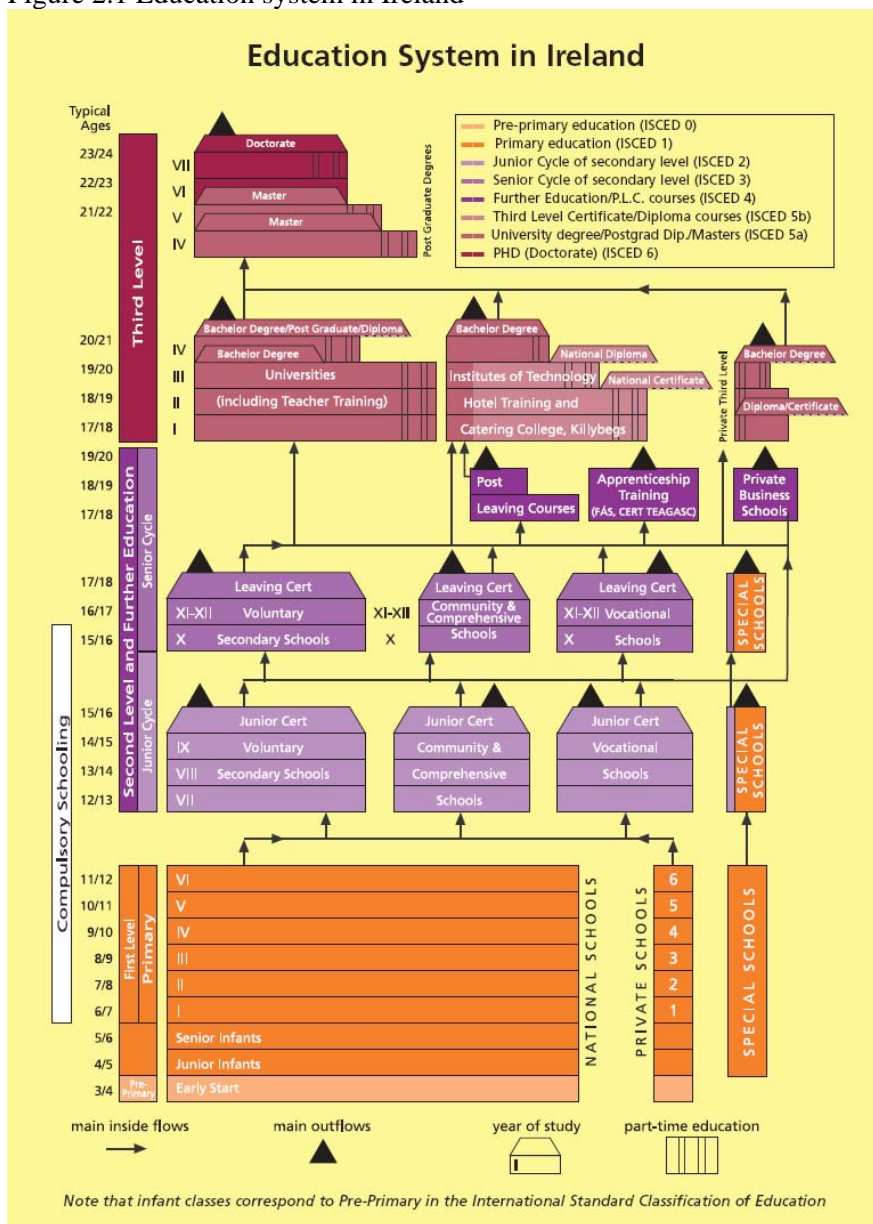 Figure 2.1 Education system in Ireland
Education System in Ireland
Typical
Ages
Pre-primary education (ISCED 0)
Primary education (ISCED 1)
Junior Cycle of secondary level (ISCED 2)
Senior Cycle of secondary level (ISCED 3)
Further Education/P.L.C. courses (ISCED 4)
Third Level Certificate/Diploma courses (ISCED 5b)
University degree/Postgrad Dip./Masters (ISCED 5a)
PHD (Doctorate) (ISCED 6)
23/24
22/23
21/22
Third Level
VII
VI
V
IV
Doctorate
Master
Master
Post Graduate Degrees
20/21
19/20
18/19
17/18
IV
III
II
I
Bachelor Degree/Post Graduate/Diploma
Bachelor Degree
Universities
(including Teacher Training)
Bachelor Degree
National Diploma
Institutes of Technology
National Certificate
Hotel Training and
Catering College, Killybegs
Private Third Level
Bachelor Degree
Diploma/Certificate
19/20
18/19
17/18
Second Level and Further Education
Senior Cycle
Post
Leaving Courses
Apprenticeship
Training
(FÁS, CERT TEAGASC)
Private
Business
Schools
17/18
16/17
15/16
Leaving Cert
XI-XII Voluntary
X Secondary Schools
XI-XII
X
Leaving Cert
Community &
Comprehensive
Schools
Leaving Cert
XI-XII Vocational
X Schools
SPECIAL
SCHOOLS
Compulsory Schooling
Junior Cycle
15/16
14/15
13/14
12/13
Junior Cert
IX Voluntary
VIII Secondary Schools
VII
Junior Cert
Community &
Comprehensive
Schools
Junior Cert
Vocational
Schools
SPECIAL
SCHOOLS
11/12
10/11
9/10
8/9
7/8
6/7
5/6
4/5
3/4
First Level
Primary
Pre-
Primary
VI
V
IV
III
II
I
Senior Infants
Junior Infants
Early Start
NATIONAL SCHOOLS
PRIVATE SCHOOLS
6
5
4
3
2
1
SPECIAL SCHOOLS
main inside flows
main outflows
year of study
part-time education
I
Note that infant classes correspond to Pre-Primary in the International Standard Classification of Education